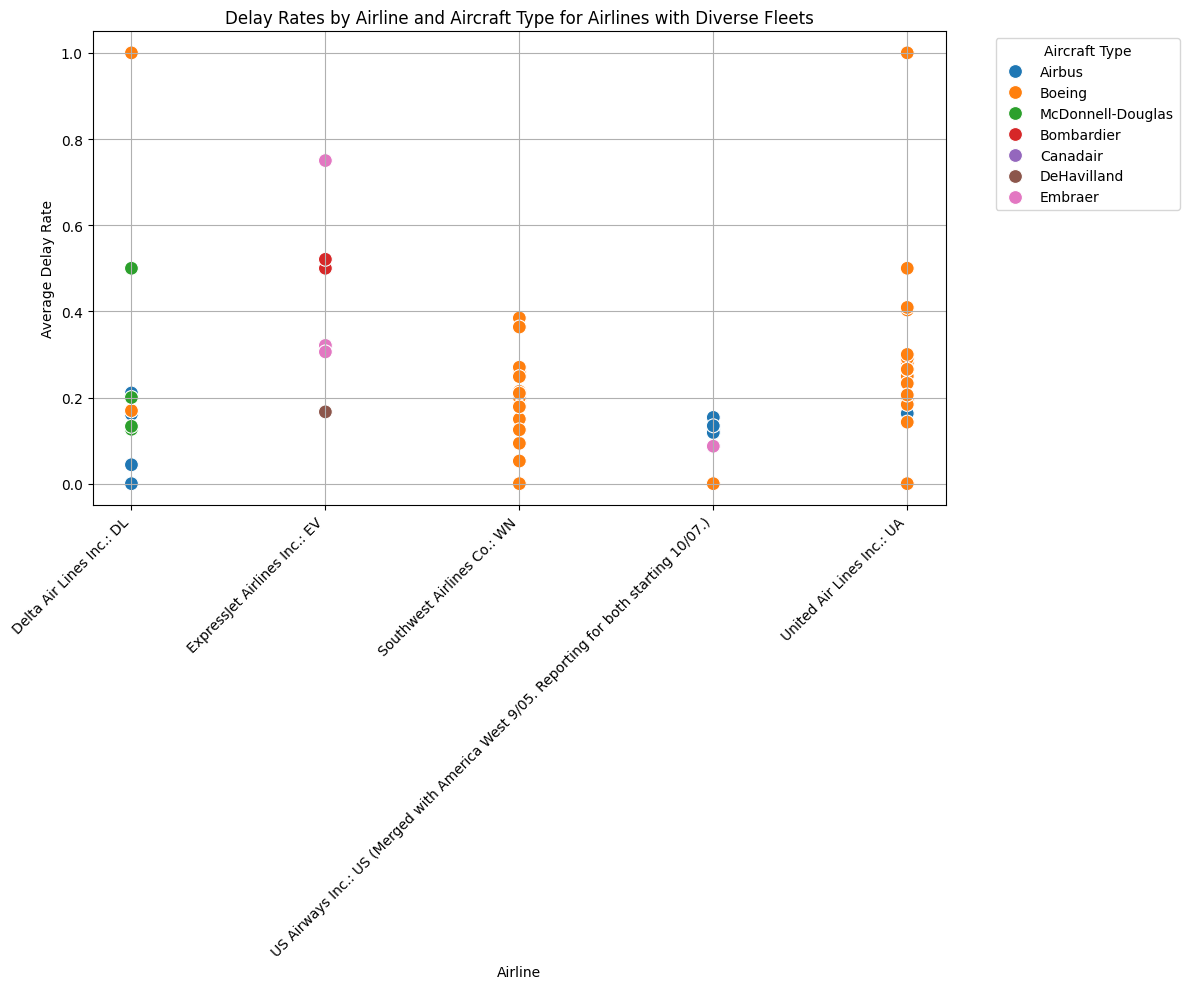 Delay Rates by Airline and Aircraft Type for Airlines with Diverse Fleets
Average Delay Rate
1.0
0.8
0.6
0.4
0.2
0.0
Delta Air Lines Inc.: DL
ExpressJet Airlines Inc.: EV
Southwest Airlines Co.: WN
US Airways Inc.: US (Merged with America West 9/05. Reporting for both starting 10/07.)
United Air Lines Inc.: UA
Airline
Aircraft Type
Airbus
Boeing
McDonnell-Douglas
Bombardier
Canadair
DeHavilland
Embraer